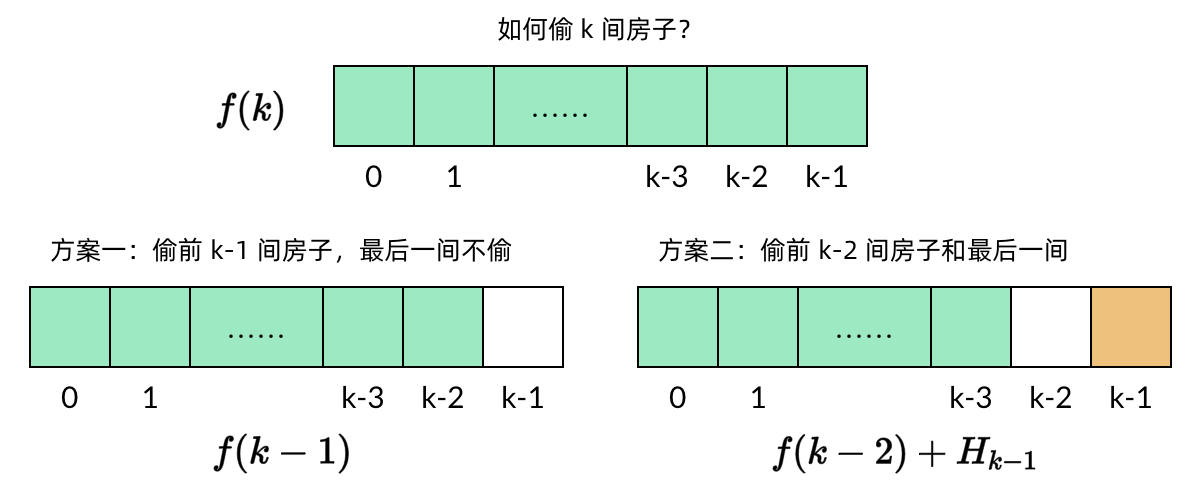 如何偷 k 间房子？
f(k)
……
0 1 k-3 k-2 k-1
方案一：偷前 k-1 间房子，最后一间不偷
……
0 1 k-3 k-2 k-1
f(k − 1)
方案二：偷前 k-2 间房子和最后一间
……
0 1 k-3 k-2 k-1
f(k − 2) + H_{k−1}